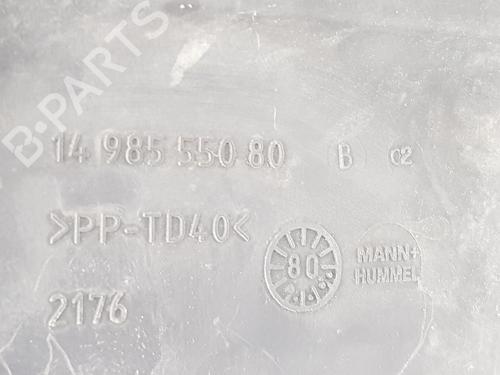 B-PARTS
14 985 550 80 B C2
>PP-TD40<
80
MANN+
HUMMEL
2176